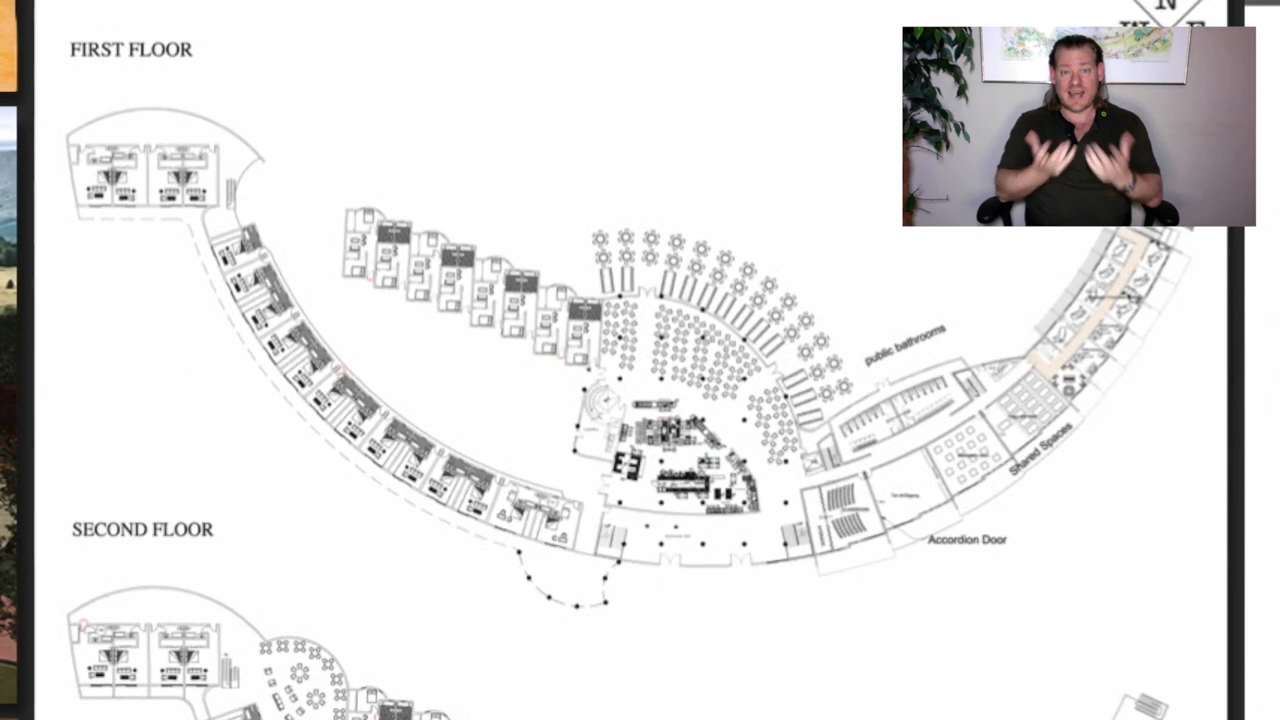 N
W E
FIRST FLOOR
public bathrooms
Shared Spaces
Accordion Door
SECOND FLOOR